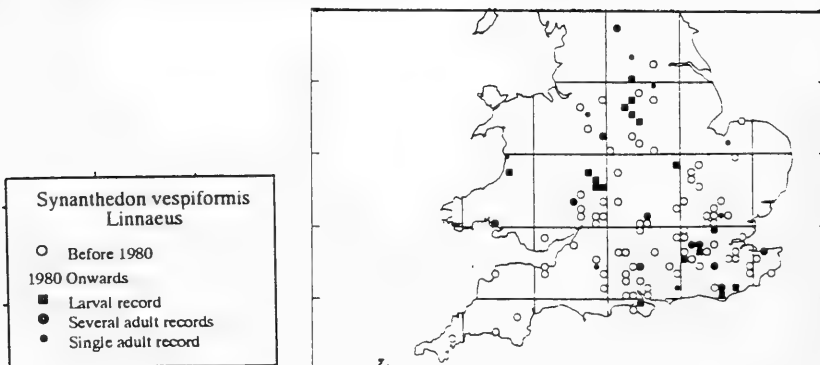 Synanthedon vespiformis
Linnaeus
Before 1980
1980 Onwards
Larval record
Several adult records
Single adult record